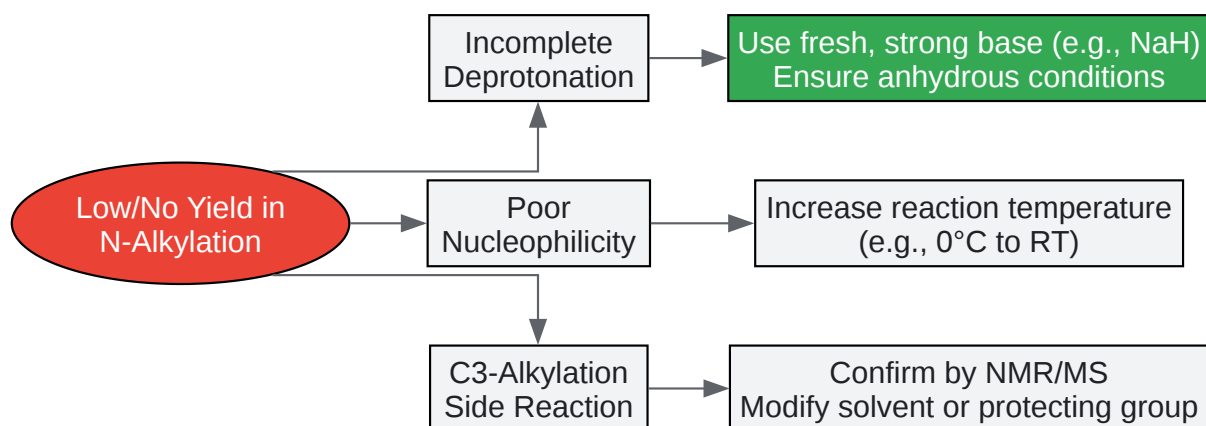 Incomplete
Deprotonation
Use fresh, strong base (e.g., NaH)
Ensure anhydrous conditions
Low/No Yield in
N-Alkylation
Poor
Nucleophilicity
Increase reaction temperature
(e.g., 0°C to RT)
C3-Alkylation
Side Reaction
Confirm by NMR/MS
Modify solvent or protecting group